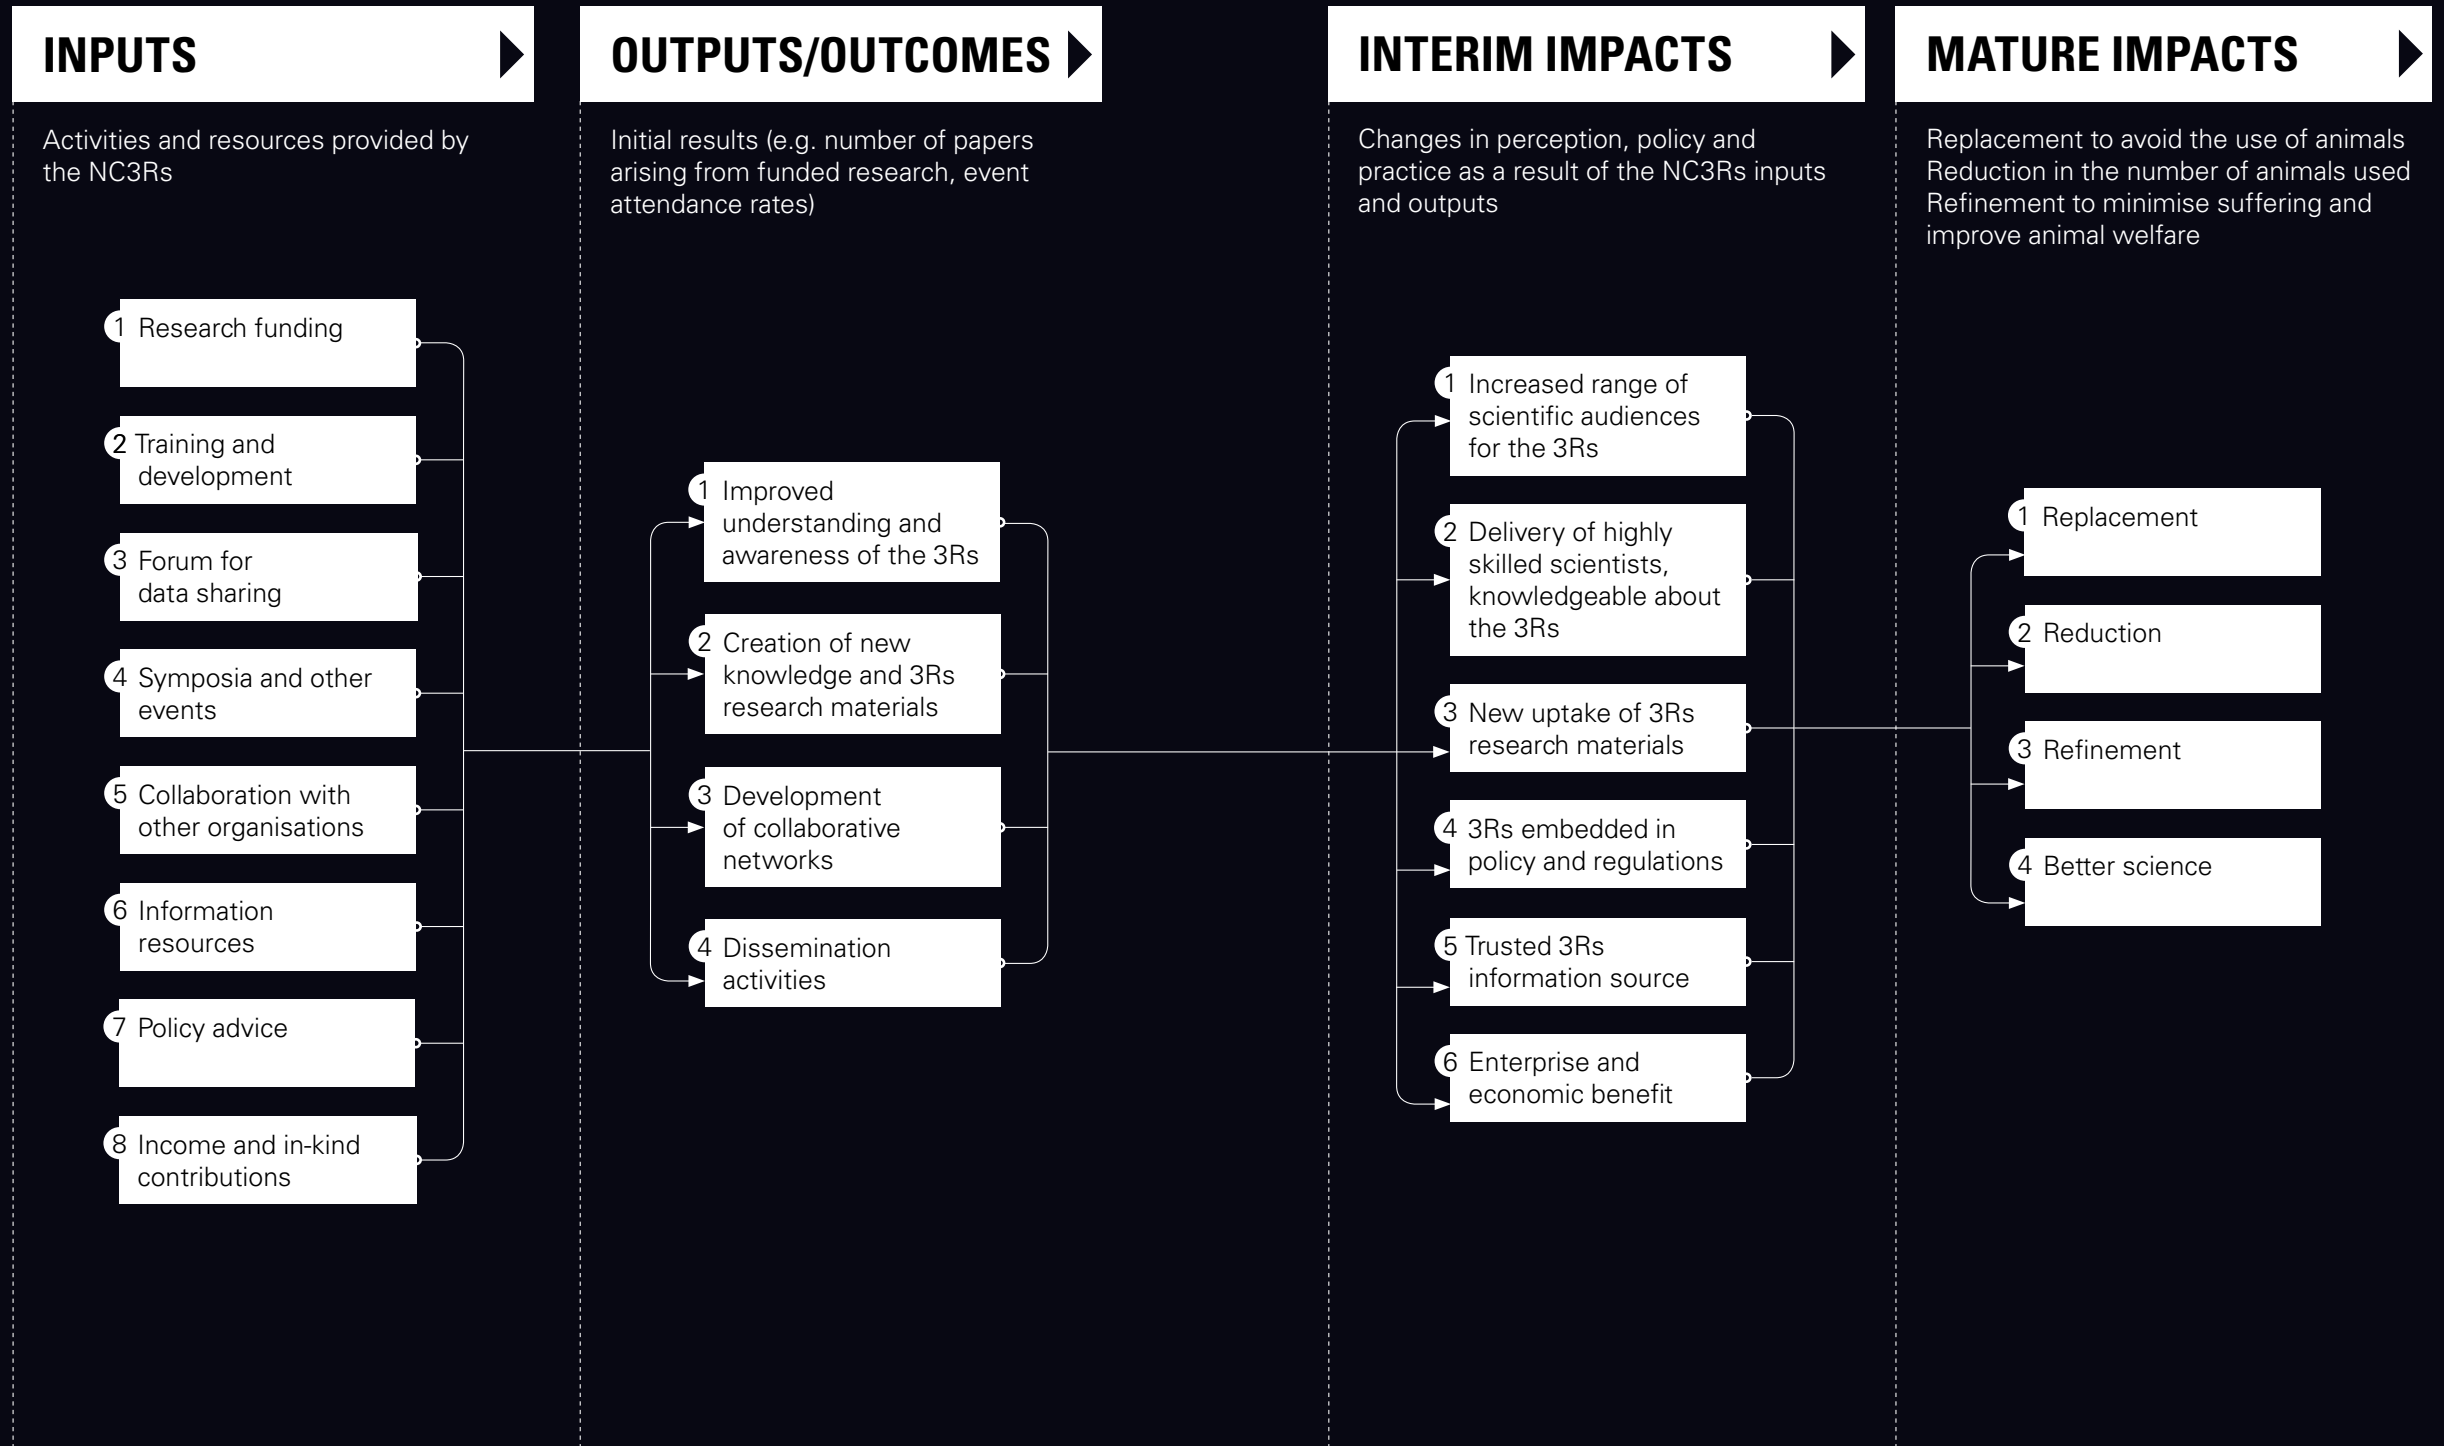 INPUTS
Activities and resources provided by
the NC3Rs
1 Research funding
2 Training and
development
3 Forum for
data sharing
4 Symposia and other
events
5 Collaboration with
other organisations
6 Information
resources
7 Policy advice
8 Income and in-kind
contributions
OUTPUTS/OUTCOMES
Initial results (e.g. number of papers
arising from funded research, event
attendance rates)
1 Improved
understanding and
awareness of the 3Rs
2 Creation of new
knowledge and 3Rs
research materials
3 Development
of collaborative
networks
4 Dissemination
activities
INTERIM IMPACTS
Changes in perception, policy and
practice as a result of the NC3Rs inputs
and outputs
1 Increased range of
scientific audiences
for the 3Rs
2 Delivery of highly
skilled scientists,
knowledgeable about
the 3Rs
3 New uptake of 3Rs
research materials
4 3Rs embedded in
policy and regulations
5 Trusted 3Rs
information source
6 Enterprise and
economic benefit
MATURE IMPACTS
Replacement to avoid the use of animals
Reduction in the number of animals used
Refinement to minimise suffering and
improve animal welfare
1 Replacement
2 Reduction
3 Refinement
4 Better science